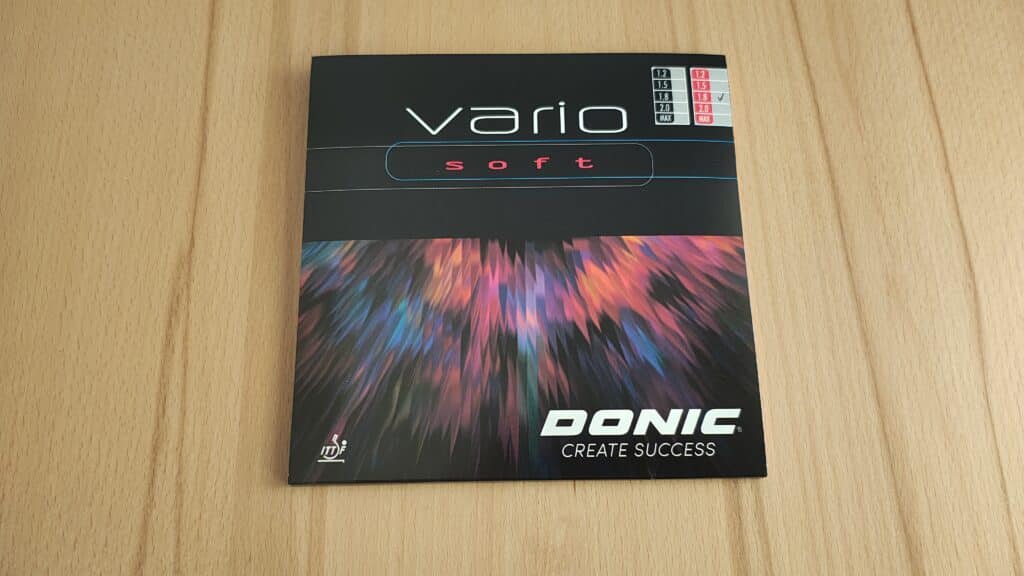 vario
soft
1.2 1.2
1.5 1.5
1.8 1.8 ✓
2.0 2.0
MAX MAX
DONIC
CREATE SUCCESS
ITTF